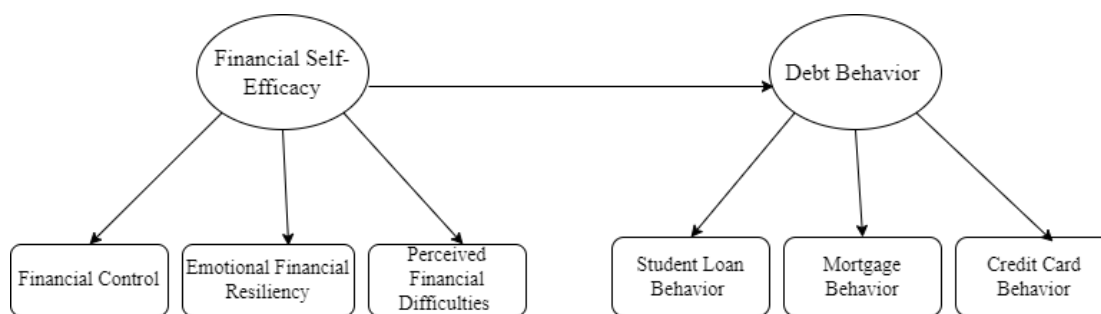 Financial Self-
Efficacy
Debt Behavior
Financial Control
Emotional Financial
Resiliency
Perceived
Financial
Difficulties
Student Loan
Behavior
Mortgage
Behavior
Credit Card
Behavior